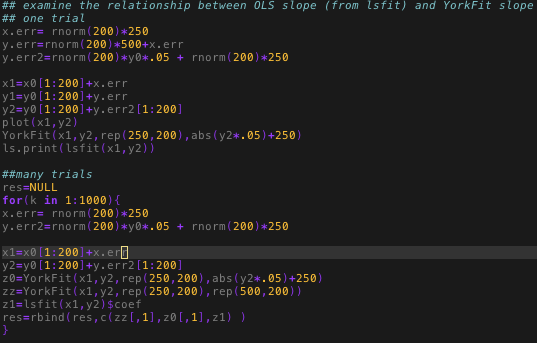 ## examine the relationship between OLS slope (from lsfit) and YorkFit slope
## one trial
x.err= rnorm(200)*250
y.err=rnorm(200)*500+x.err
y.err2=rnorm(200)*y0*.05 + rnorm(200)*250
x1=x0[1:200]+x.err
y1=y0[1:200]+y.err
y2=y0[1:200]+y.err2[1:200]
plot(x1,y2)
YorkFit(x1,y2,rep(250,200),abs(y2*.05)+250)
ls.print(lsfit(x1,y2))
##many trials
res=NULL
for(k in 1:1000){
x.err= rnorm(200)*250
y.err2=rnorm(200)*y0*.05 + rnorm(200)*250
x1=x0[1:200]+x.err
y2=y0[1:200]+y.err2[1:200]
z0=YorkFit(x1,y2,rep(250,200),abs(y2*.05)+250)
zz=YorkFit(x1,y2,rep(250,200),rep(500,200))
z1=lsfit(x1,y2)$coef
res=rbind(res,c(zz[,1],z0[,1],z1) )
}